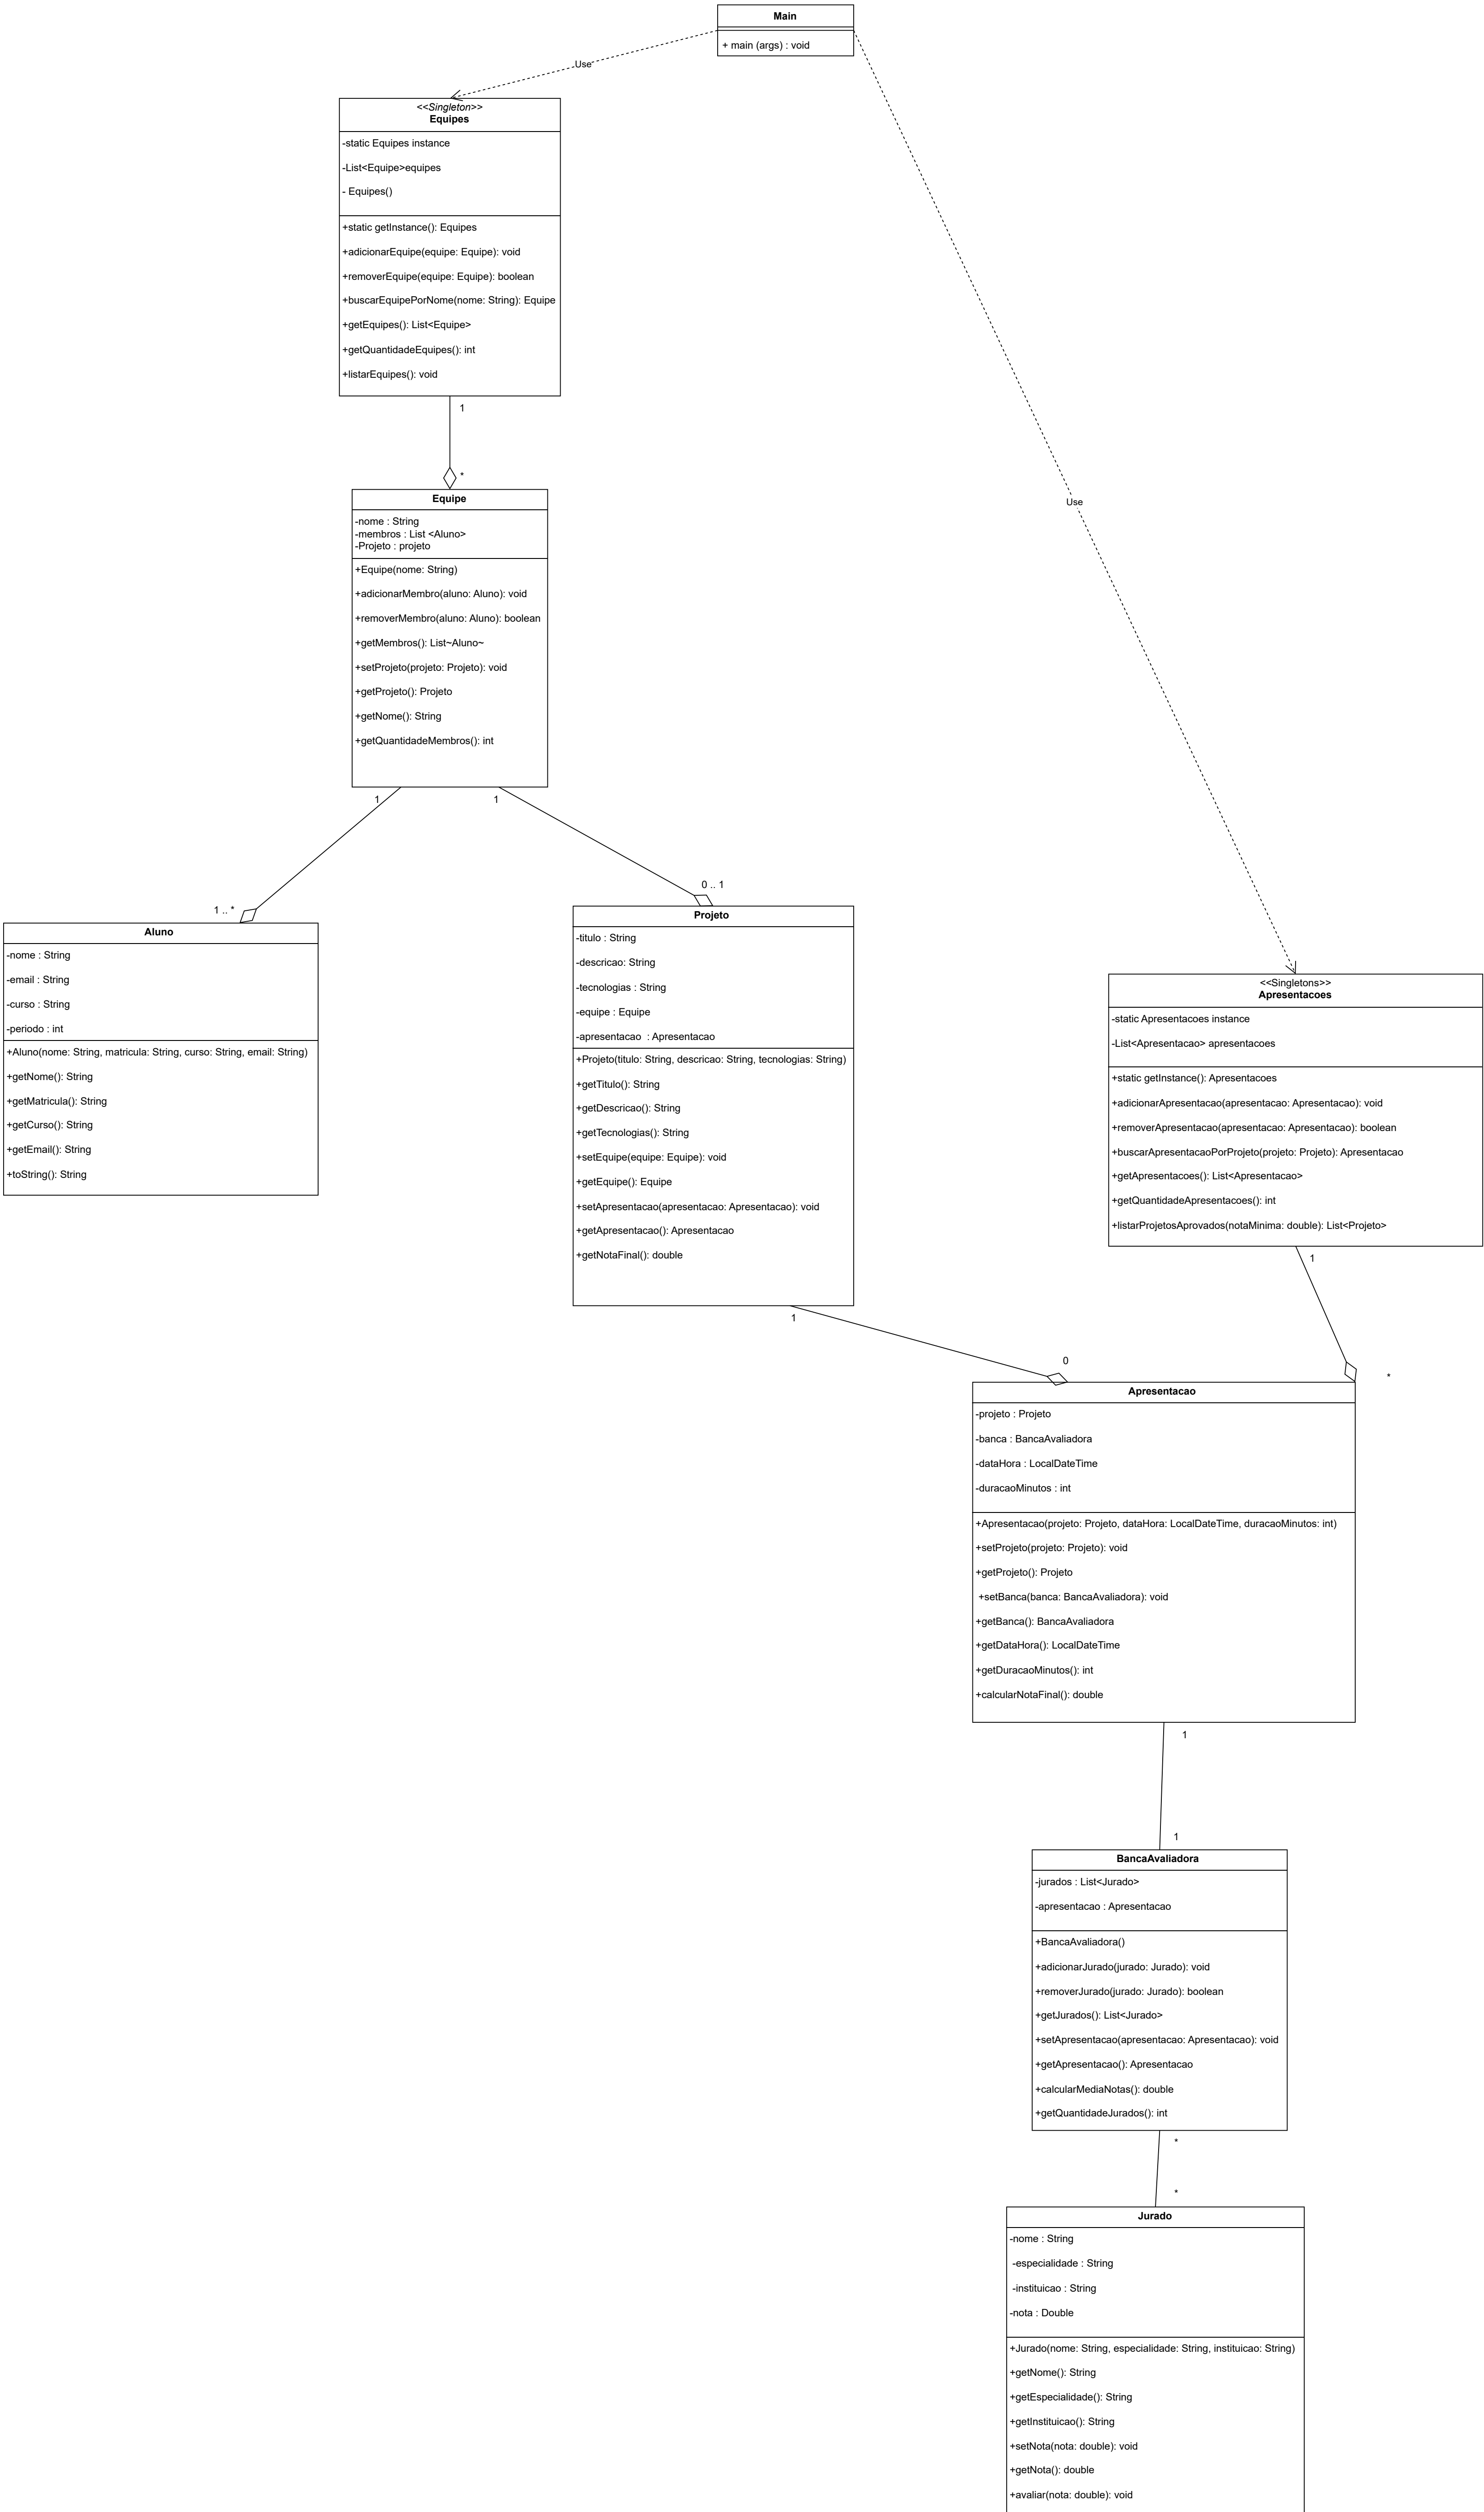 Main
+ main (args) : void
Use
<<Singleton>>
Equipes
-static Equipes instance
-List<Equipe>equipes
- Equipes()
+static getInstance(): Equipes
+adicionarEquipe(equipe: Equipe): void
+removerEquipe(equipe: Equipe): boolean
+buscarEquipePorNome(nome: String): Equipe
+getEquipes(): List<Equipe>
+getQuantidadeEquipes(): int
+listarEquipes(): void
1
*
Equipe
-nome : String
-membros : List <Aluno>
-Projeto : projeto
+Equipe(nome: String)
+adicionarMembro(aluno: Aluno): void
+removerMembro(aluno: Aluno): boolean
+getMembros(): List~Aluno~
+setProjeto(projeto: Projeto): void
+getProjeto(): Projeto
+getNome(): String
+getQuantidadeMembros(): int
Use
1
1
1 .. *
0 .. 1
Aluno
-nome : String
-email : String
-curso : String
-periodo : int
+Aluno(nome: String, matricula: String, curso: String, email: String)
+getNome(): String
+getMatricula(): String
+getCurso(): String
+getEmail(): String
+toString(): String
Projeto
-titulo : String
-descricao: String
-tecnologias : String
-equipe : Equipe
-apresentacao  : Apresentacao
+Projeto(titulo: String, descricao: String, tecnologias: String)
+getTitulo(): String
+getDescricao(): String
+getTecnologias(): String
+setEquipe(equipe: Equipe): void
+getEquipe(): Equipe
+setApresentacao(apresentacao: Apresentacao): void
+getApresentacao(): Apresentacao
+getNotaFinal(): double
<<Singletons>>
Apresentacoes
-static Apresentacoes instance
-List<Apresentacao> apresentacoes
+static getInstance(): Apresentacoes
+adicionarApresentacao(apresentacao: Apresentacao): void
+removerApresentacao(apresentacao: Apresentacao): boolean
+buscarApresentacaoPorProjeto(projeto: Projeto): Apresentacao
+getApresentacoes(): List<Apresentacao>
+getQuantidadeApresentacoes(): int
+listarProjetosAprovados(notaMinima: double): List<Projeto>
1
1
0
*
Apresentacao
-projeto : Projeto
-banca : BancaAvaliadora
-dataHora : LocalDateTime
-duracaoMinutos : int
+Apresentacao(projeto: Projeto, dataHora: LocalDateTime, duracaoMinutos: int)
+setProjeto(projeto: Projeto): void
+getProjeto(): Projeto
+setBanca(banca: BancaAvaliadora): void
+getBanca(): BancaAvaliadora
+getDataHora(): LocalDateTime
+getDuracaoMinutos(): int
+calcularNotaFinal(): double
1
1
BancaAvaliadora
-jurados : List<Jurado>
-apresentacao : Apresentacao
+BancaAvaliadora()
+adicionarJurado(jurado: Jurado): void
+removerJurado(jurado: Jurado): boolean
+getJurados(): List<Jurado>
+setApresentacao(apresentacao: Apresentacao): void
+getApresentacao(): Apresentacao
+calcularMediaNotas(): double
+getQuantidadeJurados(): int
*
*
Jurado
-nome : String
-especialidade : String
-instituicao : String
-nota : Double
+Jurado(nome: String, especialidade: String, instituicao: String)
+getNome(): String
+getEspecialidade(): String
+getInstituicao(): String
+setNota(nota: double): void
+getNota(): double
+avaliar(nota: double): void